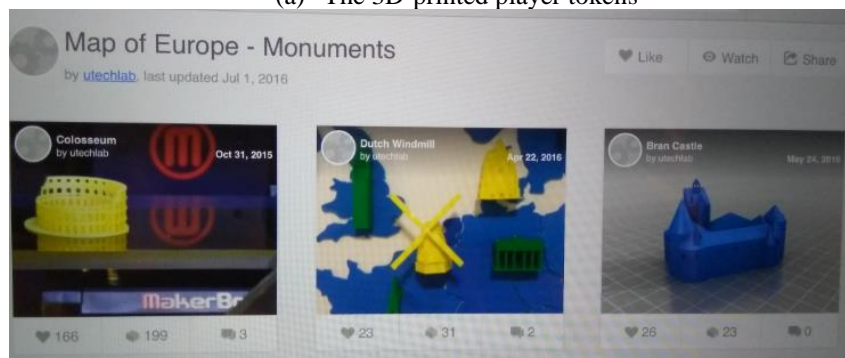 (a) The 3D printed player tokens
Map of Europe - Monuments
by utechlab, last updated Jul 1, 2016
Like
Watch
Share
Colosseum
by utechlab
Oct 31, 2015
Dutch Windmill
by utechlab
Apr 22, 2016
Bran Castle
by utechlab
May 24, 2016
MakerBo
166
199
3
23
31
2
26
23
0